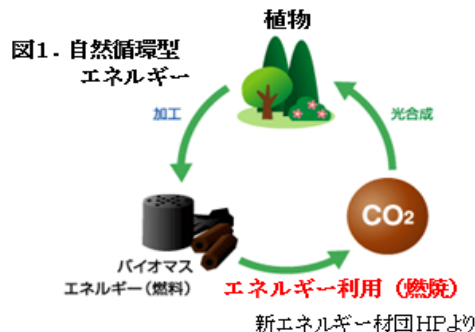 植物
図1. 自然循環型
エネルギー
加工
光合成
CO2
バイオマス
エネルギー(燃料)
エネルギー利用(燃焼)
新エネルギー材団HPより